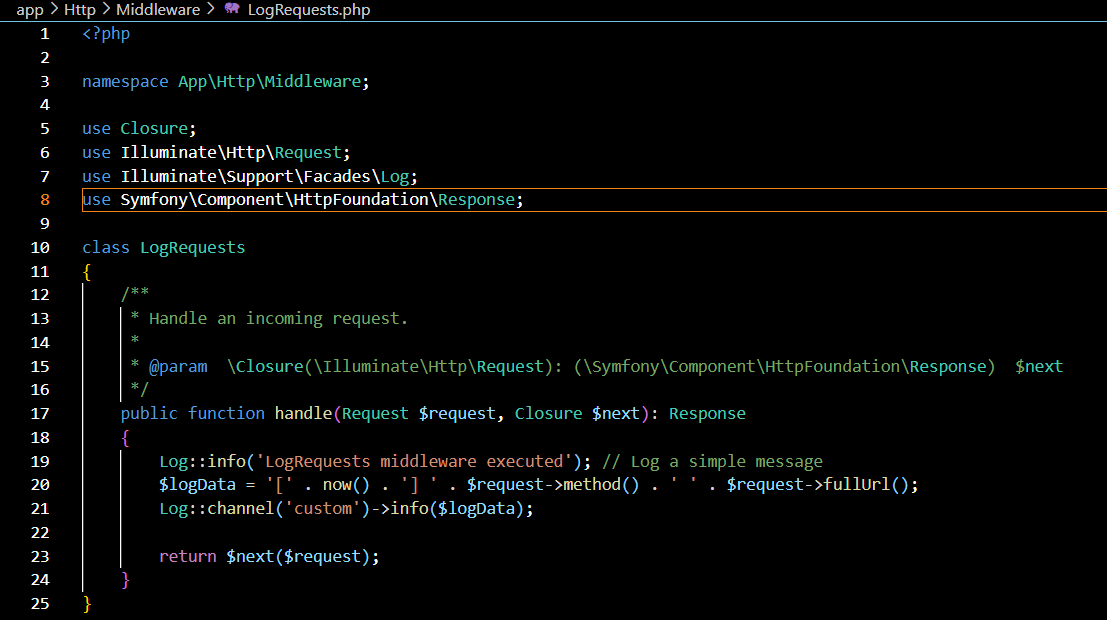 app > Http > Middleware > LogRequests.php
1 <?php
2
3 namespace App\Http\Middleware;
4
5 use Closure;
6 use Illuminate\Http\Request;
7 use Illuminate\Support\Facades\Log;
8 use Symfony\Component\HttpFoundation\Response;
9
10 class LogRequests
11 {
12     /**
13      * Handle an incoming request.
14      *
15      * @param  \Closure(\Illuminate\Http\Request): (\Symfony\Component\HttpFoundation\Response)  $next
16      */
17     public function handle(Request $request, Closure $next): Response
18     {
19         Log::info('LogRequests middleware executed'); // Log a simple message
20         $logData = '[' . now() . '] ' . $request->method() . ' ' . $request->fullUrl();
21         Log::channel('custom')->info($logData);
22
23         return $next($request);
24     }
25 }